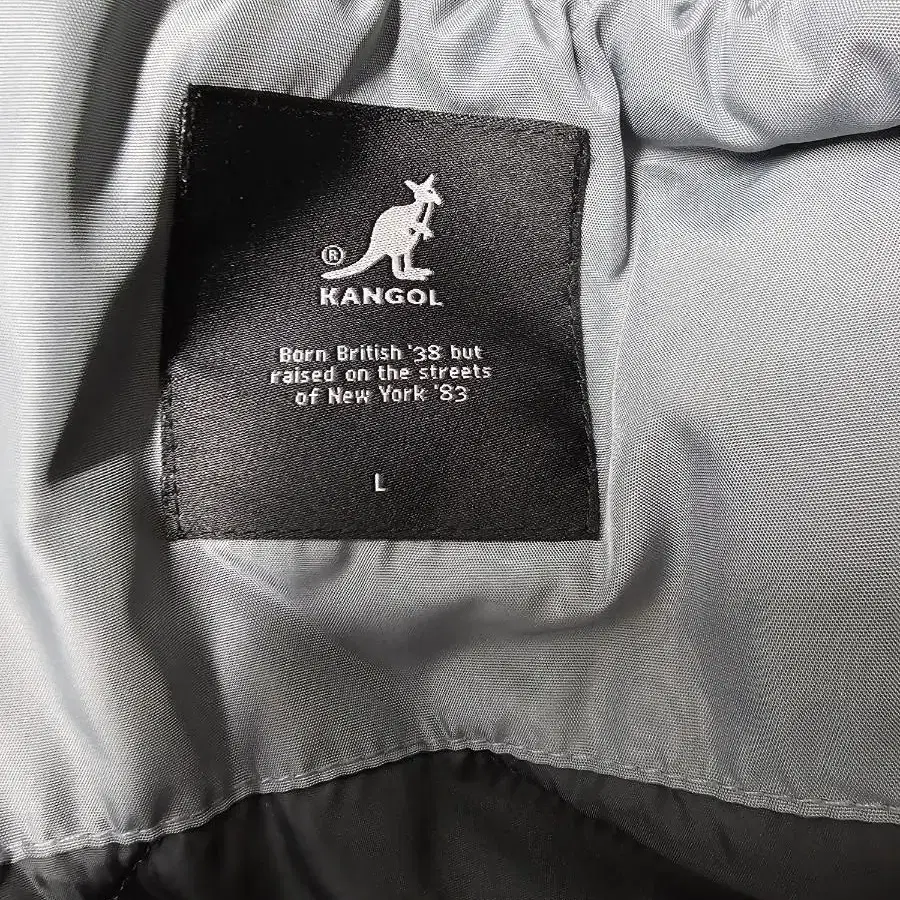 ®
KANGOL
Born British '38 but
raised on the streets
of New York '83
L